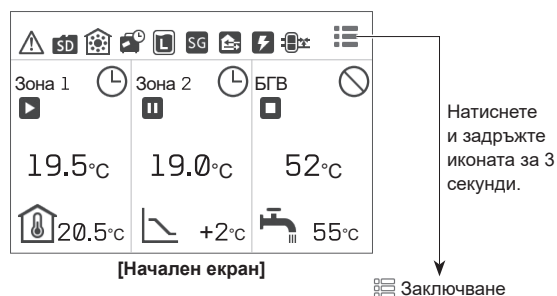 SD L SG
Зона 1 Зона 2 БГВ
19.5°C 19.0°C 52°C
20.5°C +2°C 55°C
[Начален екран]
Натиснете
и задръжте
иконата за 3
секунди.
Заключване